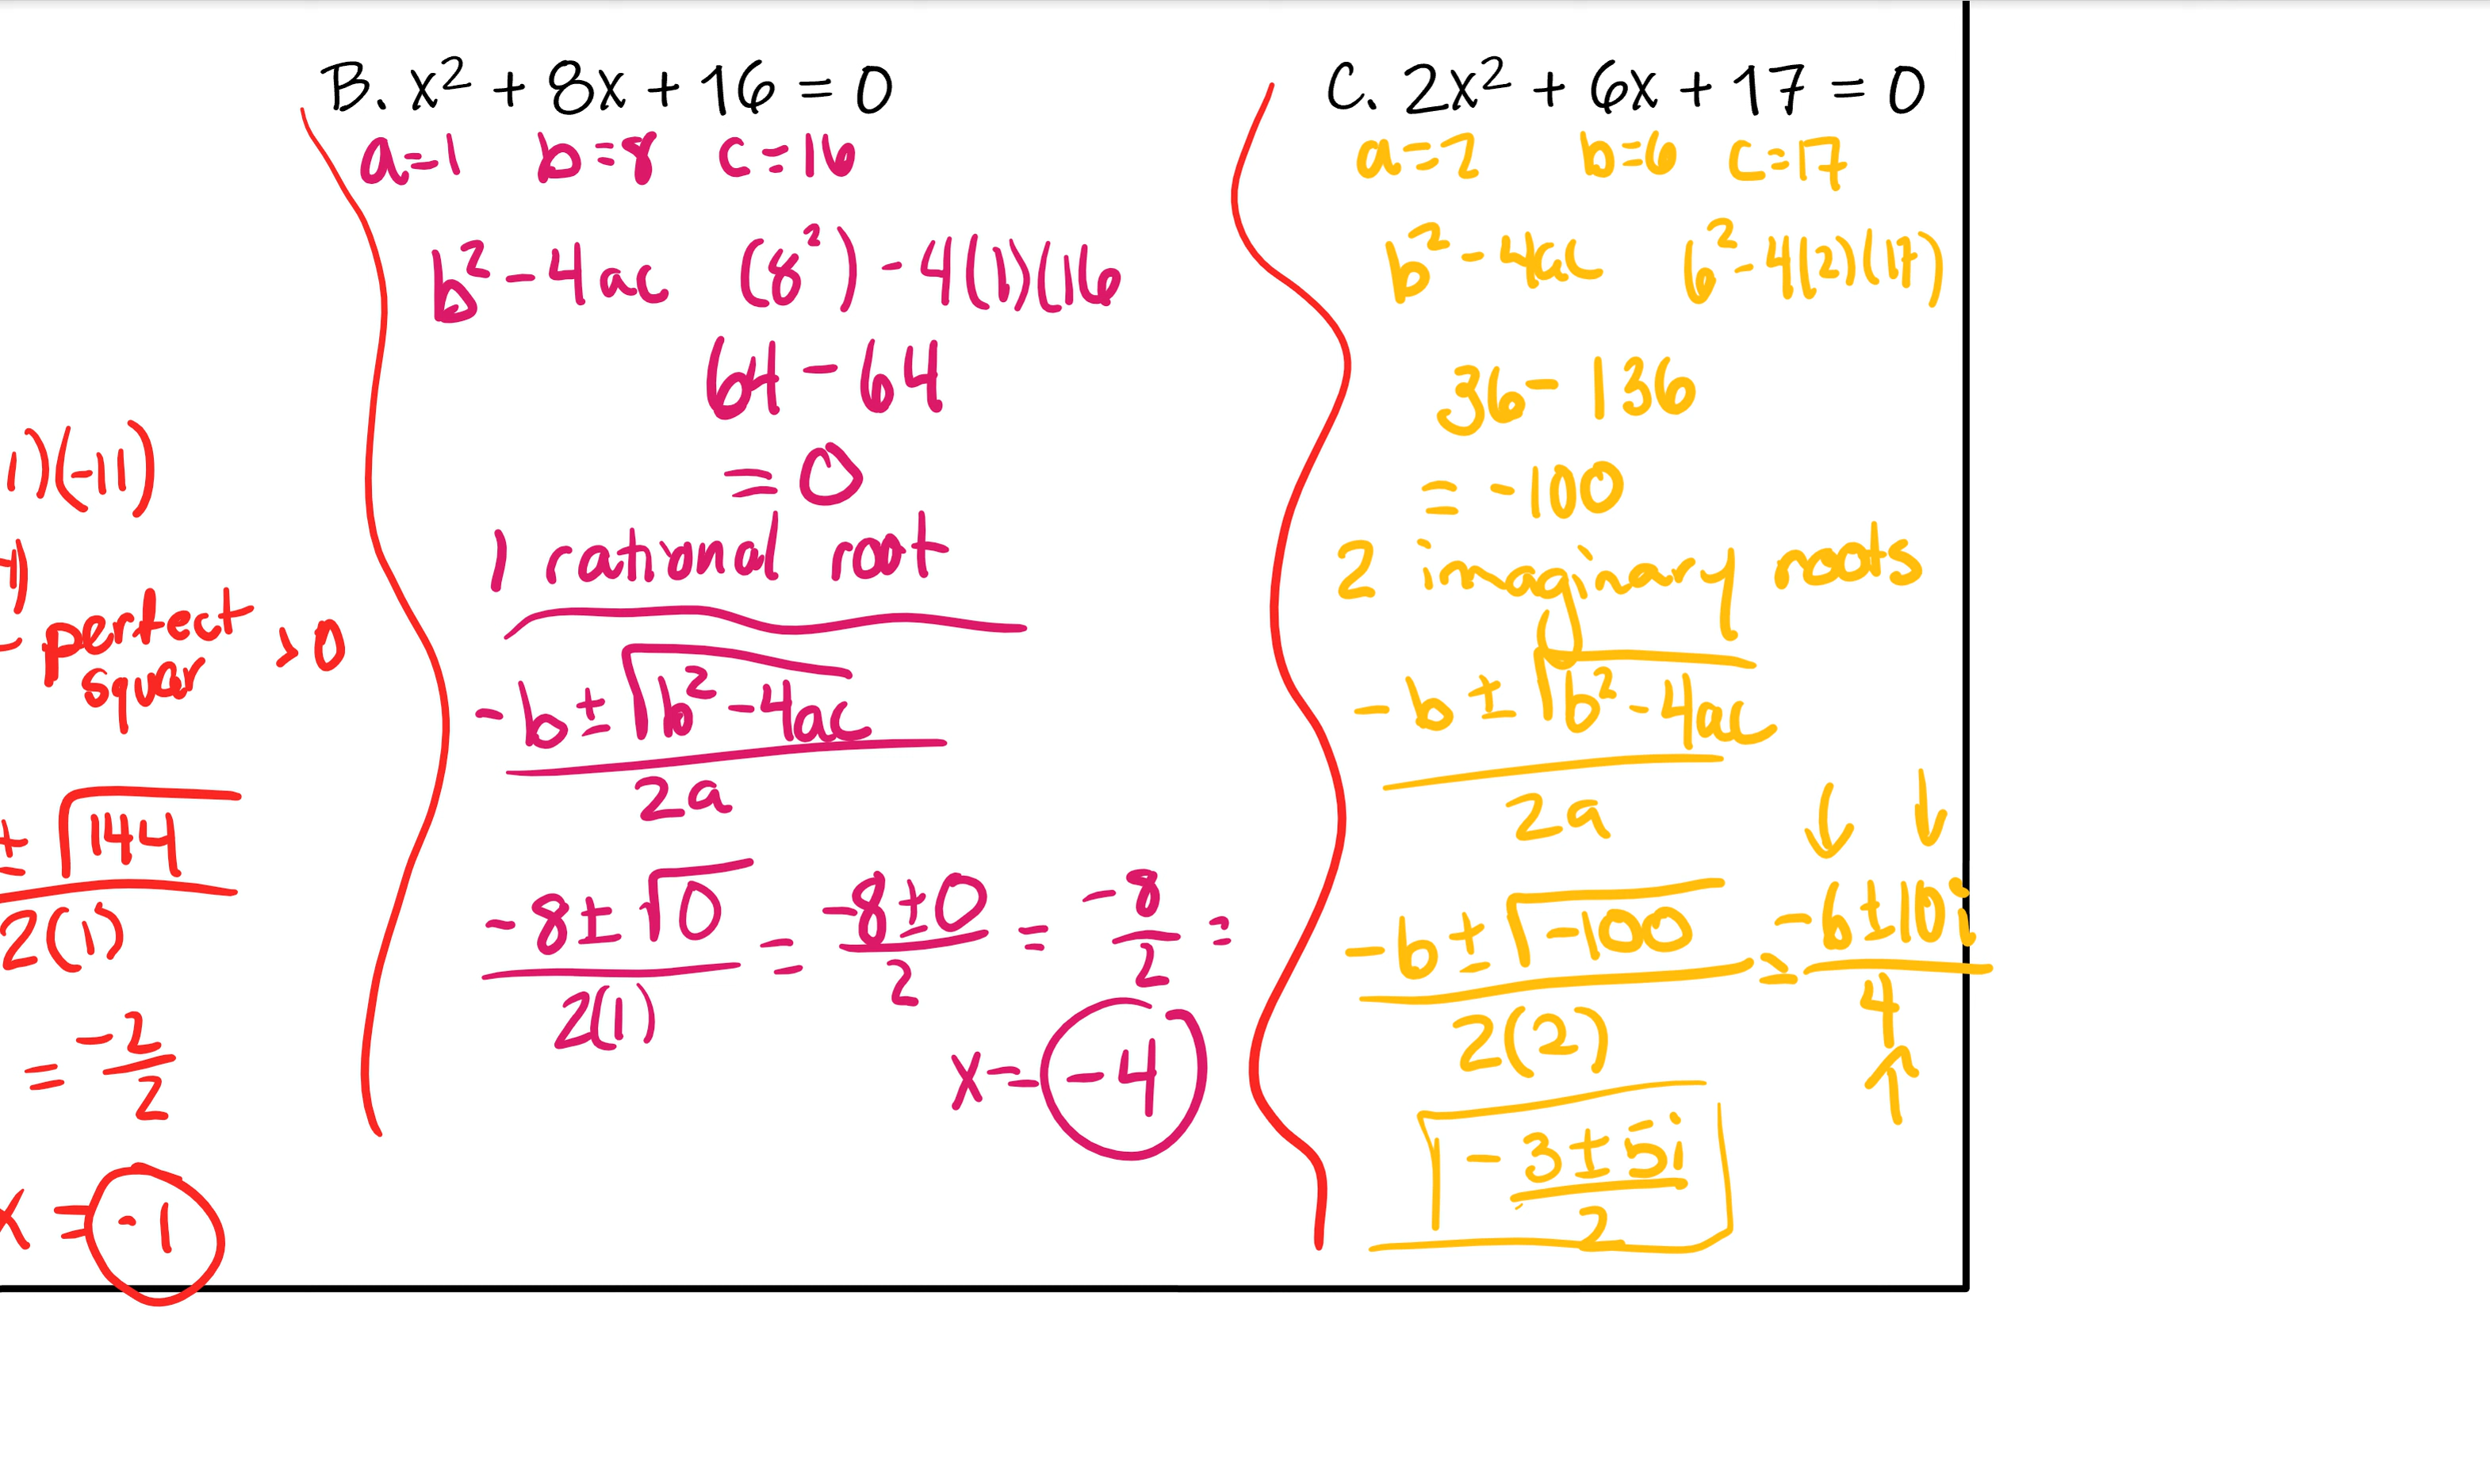 1)(-11)
4)
perfect
squar > 0
± √144
2(1)
= -2
2
x = -1
B. x² + 8x + 16 = 0
a=1 b=8 c=16
b² - 4ac (8²) - 4(1)(16
64 - 64
= 0
1 rational root
-b ± √b² - 4ac
2a
-8 ± √0 = -8 ± 0 = -8 =
2(1) 2 2
x = -4
C. 2x² + 6x + 17 = 0
a=2 b=6 c=17
b² - 4ac 6² - 4(2)(17)
36 - 136
= -100
2 imaginary roots
-b ± √b² - 4ac
2a
-6 ± √-100 = -6 ± 10i
2(2) 4
-3 ± 5i
2